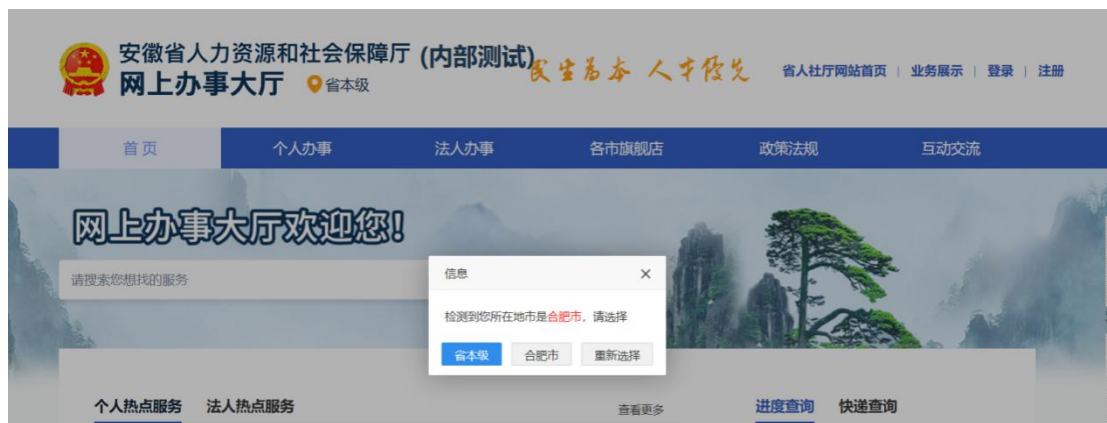 安徽省人力资源和社会保障厅 (内部测试)
网上办事大厅 省本级
民生为本 人才优先
省人社厅网站首页 | 业务展示 | 登录 | 注册
首页 个人办事 法人办事 各市旗舰店 政策法规 互动交流
网上办事大厅欢迎您!
请搜索您想找的服务
信息 ×
检测到您所在地市是合肥市，请选择
省本级 合肥市 重新选择
个人热点服务 法人热点服务 查看更多 进度查询 快递查询